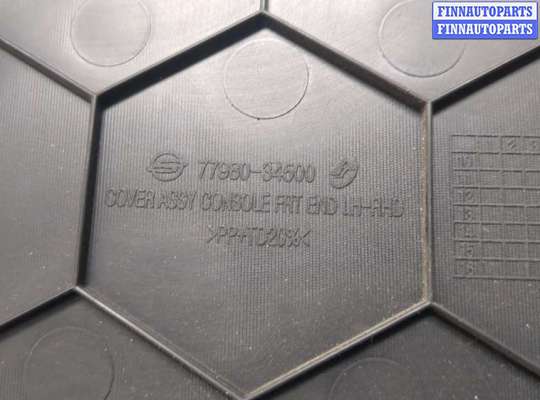 FINNAUTOPARTS
FINNAUTOPARTS
77960-34500
COVER ASSY CONSOLE FRT END LH-RHD
>PP+TD20%<